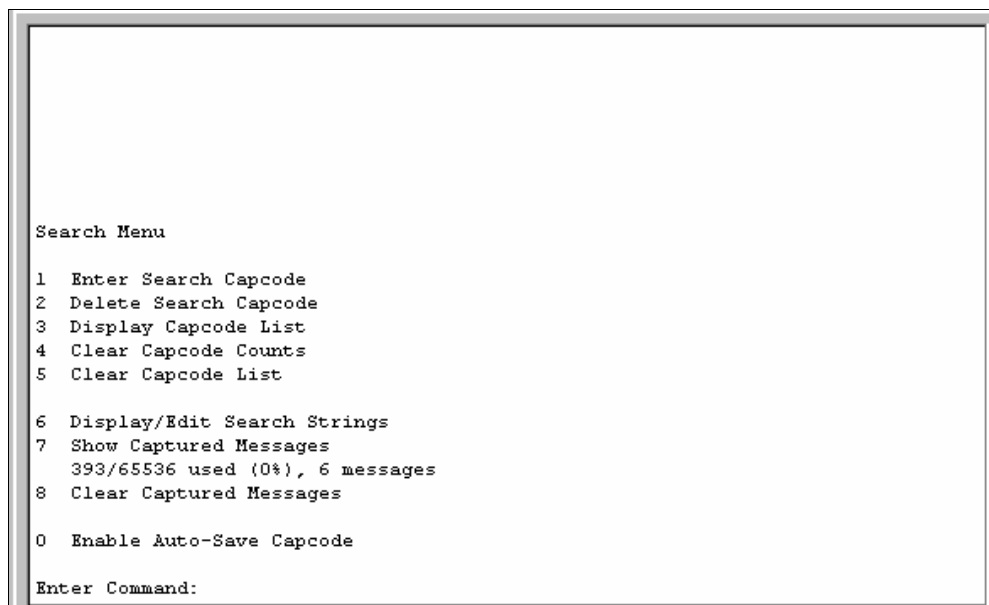 Search Menu
1 Enter Search Capcode
2 Delete Search Capcode
3 Display Capcode List
4 Clear Capcode Counts
5 Clear Capcode List
6 Display/Edit Search Strings
7 Show Captured Messages
393/65536 used (0%), 6 messages
8 Clear Captured Messages
0 Enable Auto-Save Capcode
Enter Command: